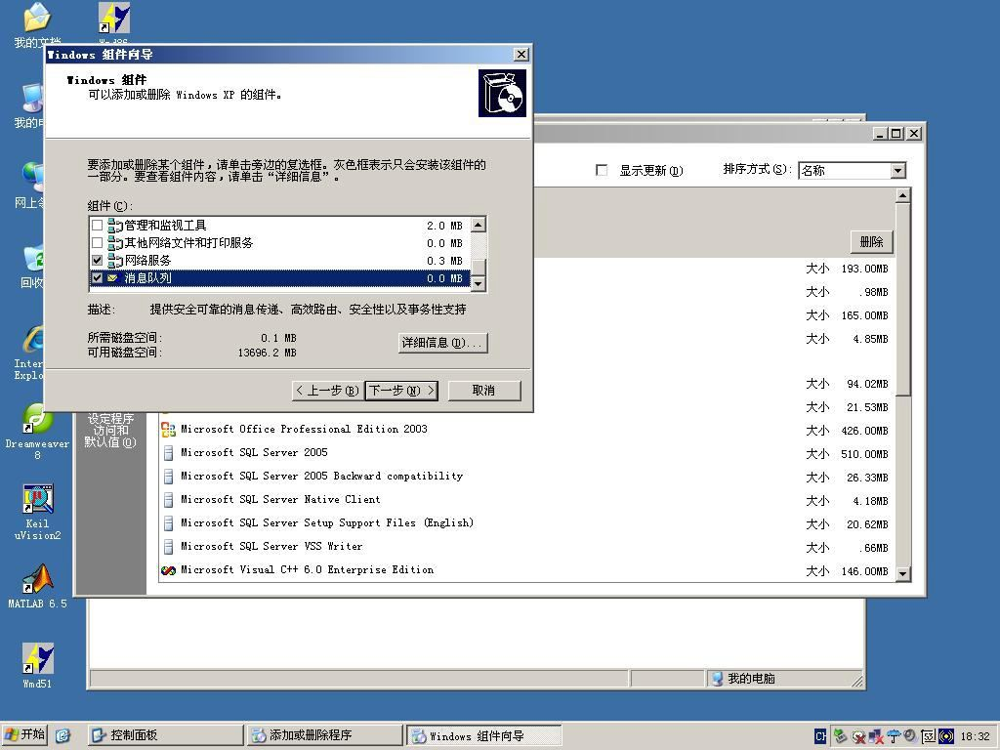 我的文档
Windows 组件向导
Windows 组件
可以添加或删除 Windows XP 的组件。
要添加或删除某个组件，请单击旁边的复选框。灰色框表示只会安装该组件的
一部分。要查看组件内容，请单击“详细信息”。
组件(C):
管理和监视工具 2.0 MB
其他网络文件和打印服务 0.0 MB
网络服务 0.3 MB
消息队列 0.0 MB
描述: 提供安全可靠的消息传递、高效路由、安全性以及事务性支持
所需磁盘空间: 0.1 MB
可用磁盘空间: 13696.2 MB
详细信息(D)...
< 上一步(B) 下一步(N) > 取消
显示更新(D) 排序方式(S): 名称
删除
大小 193.00MB
大小 .98MB
大小 165.00MB
大小 4.85MB
大小 94.02MB
大小 21.53MB
Microsoft Office Professional Edition 2003 大小 426.00MB
Microsoft SQL Server 2005 大小 510.00MB
Microsoft SQL Server 2005 Backward compatibility 大小 26.33MB
Microsoft SQL Server Native Client 大小 4.18MB
Microsoft SQL Server Setup Support Files (English) 大小 20.62MB
Microsoft SQL Server VSS Writer 大小 .66MB
Microsoft Visual C++ 6.0 Enterprise Edition 大小 146.00MB
设定程序
访问和
默认值(O)
我的
网上
回收
Inter
Explo
Dreamweaver
8
Keil
uVision2
MATLAB 6.5
Wmd51
我的电脑
开始 控制面板 添加或删除程序 Windows 组件向导 CH 18:32